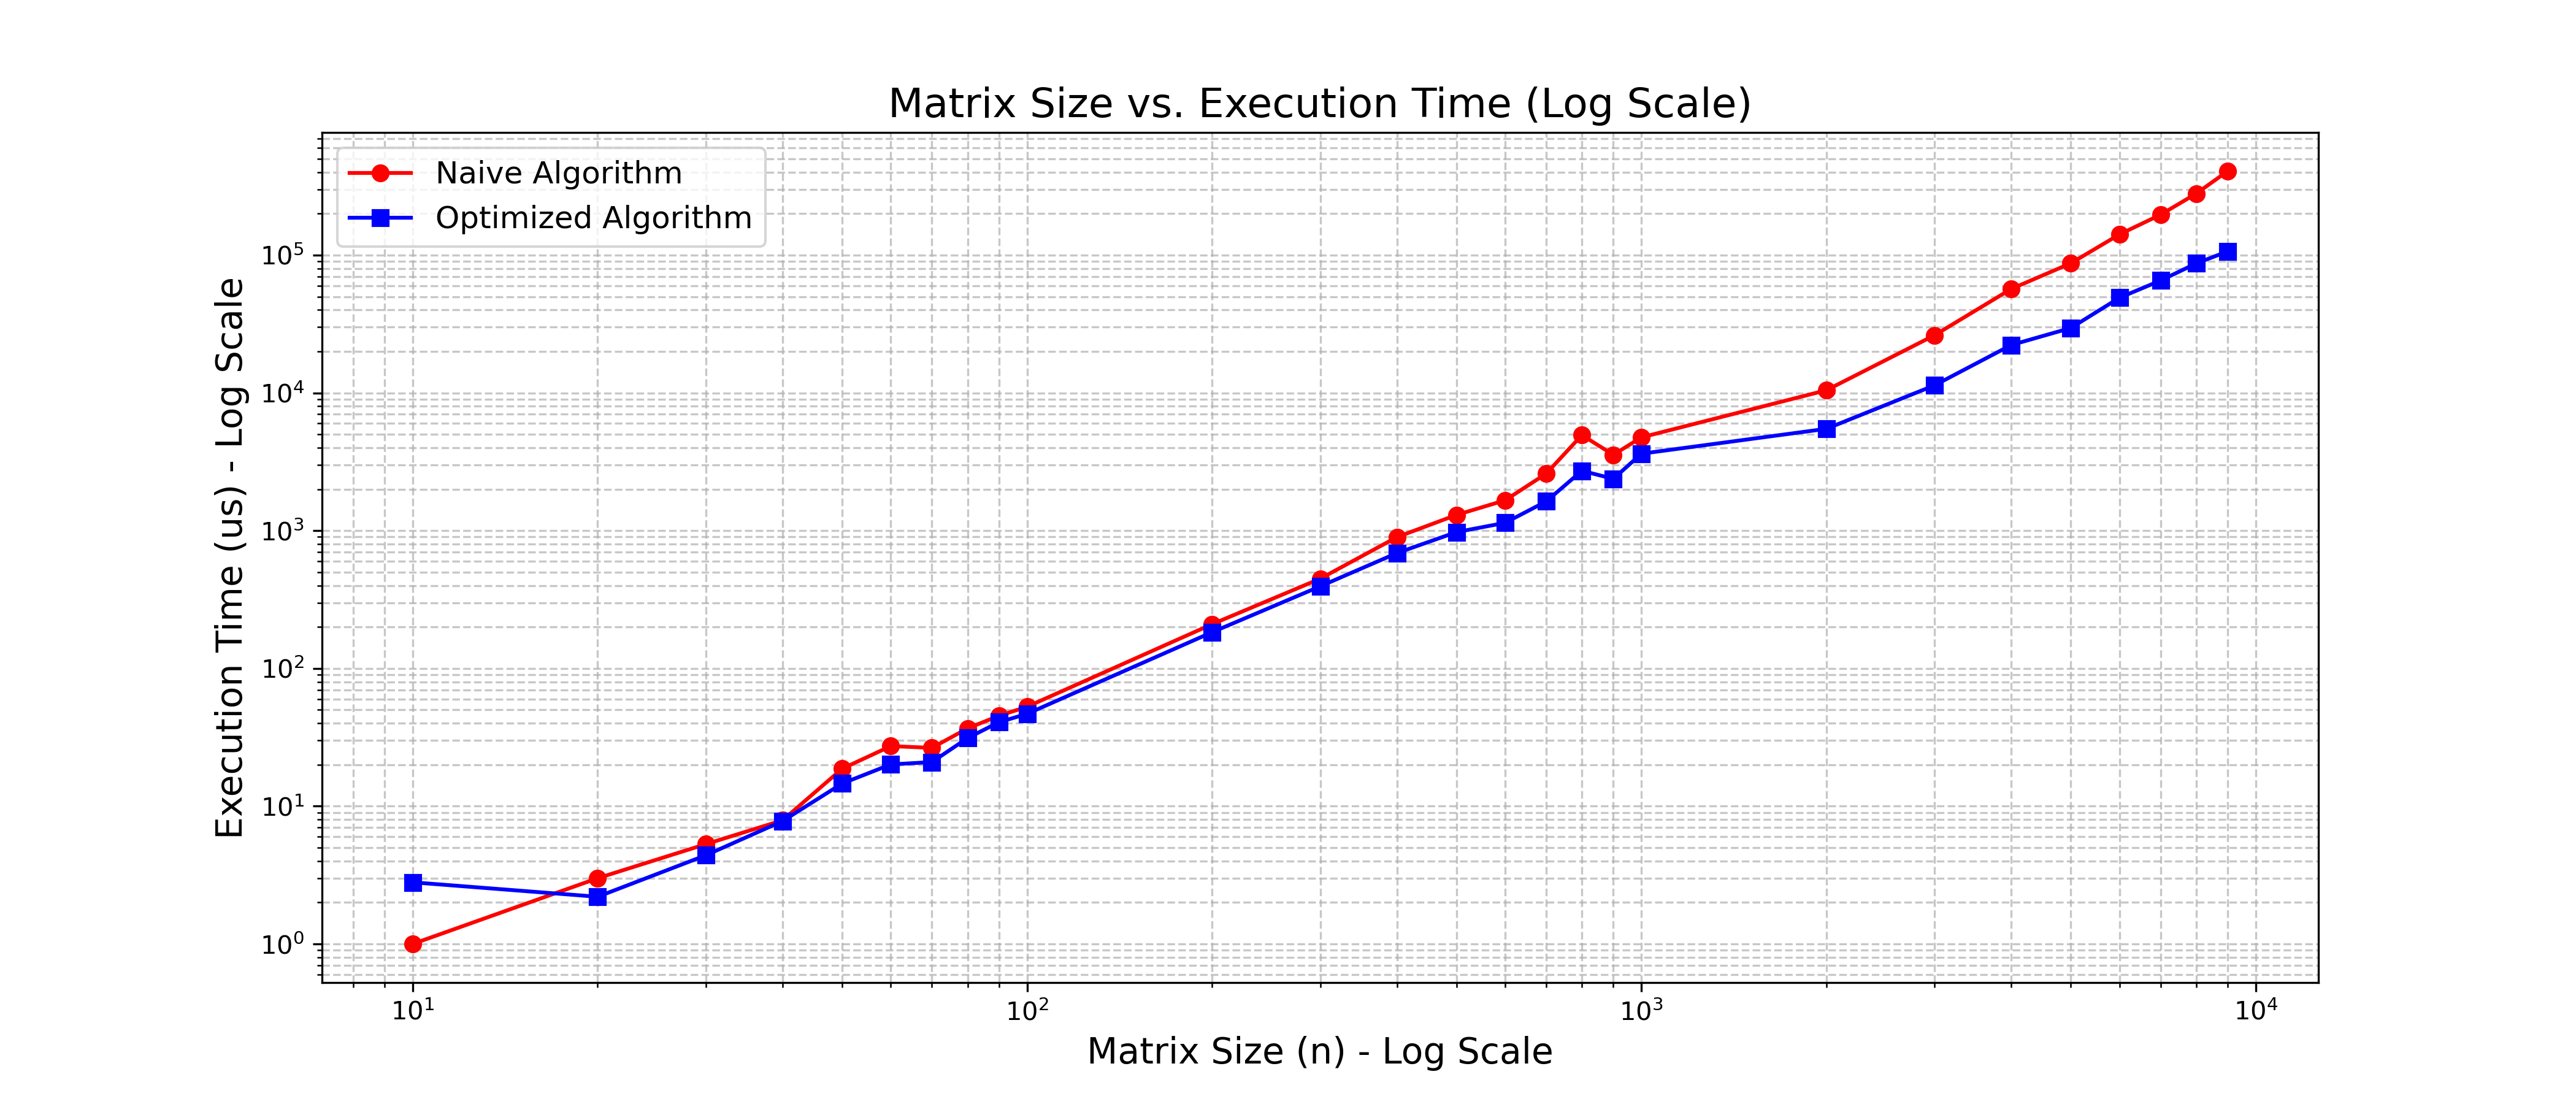 Matrix Size vs. Execution Time (Log Scale)
Naive Algorithm
Optimized Algorithm
Execution Time (us) - Log Scale
10⁵
10⁴
10³
10²
10¹
10⁰
10¹ 10² 10³ 10⁴
Matrix Size (n) - Log Scale